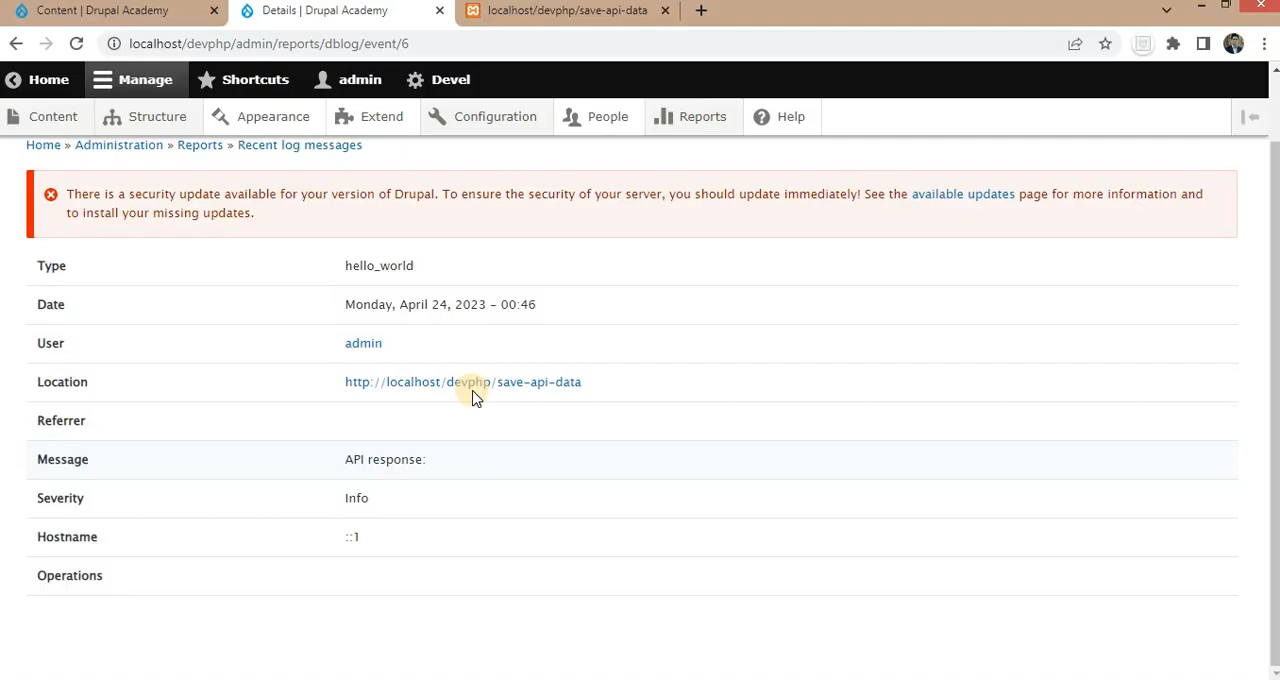 Content | Drupal Academy
Details | Drupal Academy
localhost/devphp/save-api-data
localhost/devphp/admin/reports/dblog/event/6
Home Manage Shortcuts admin Devel
Content Structure Appearance Extend Configuration People Reports Help
Home » Administration » Reports » Recent log messages
There is a security update available for your version of Drupal. To ensure the security of your server, you should update immediately! See the available updates page for more information and
to install your missing updates.
Type hello_world
Date Monday, April 24, 2023 - 00:46
User admin
Location http://localhost/devphp/save-api-data
Referrer
Message API response:
Severity Info
Hostname ::1
Operations